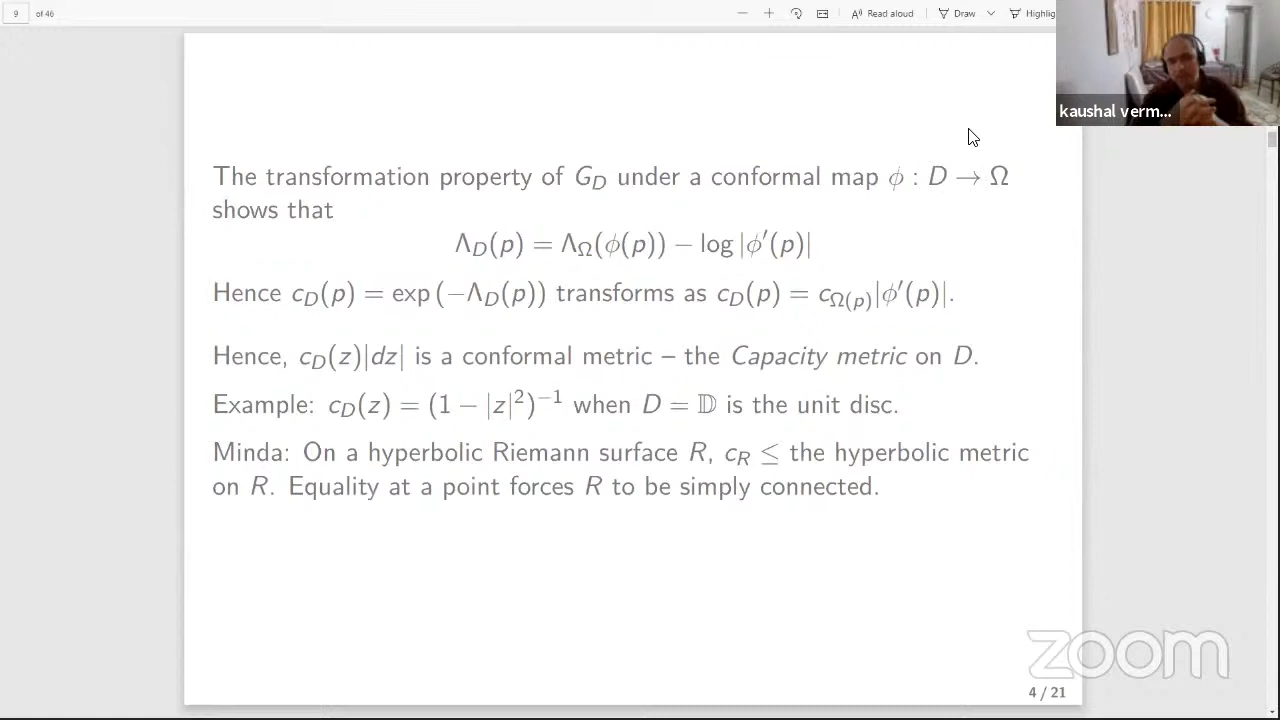 9 of 46
Read aloud
Draw
Highlig
kaushal verm...
The transformation property of G_D under a conformal map ϕ : D → Ω
shows that
Λ_D(p) = Λ_Ω(ϕ(p)) − log |ϕ′(p)|
Hence c_D(p) = exp (−Λ_D(p)) transforms as c_D(p) = c_{Ω(p)}|ϕ′(p)|.
Hence, c_D(z)|dz| is a conformal metric – the Capacity metric on D.
Example: c_D(z) = (1 − |z|²)⁻¹ when D = 𝔻 is the unit disc.
Minda: On a hyperbolic Riemann surface R, c_R ≤ the hyperbolic metric
on R. Equality at a point forces R to be simply connected.
zoom
4 / 21